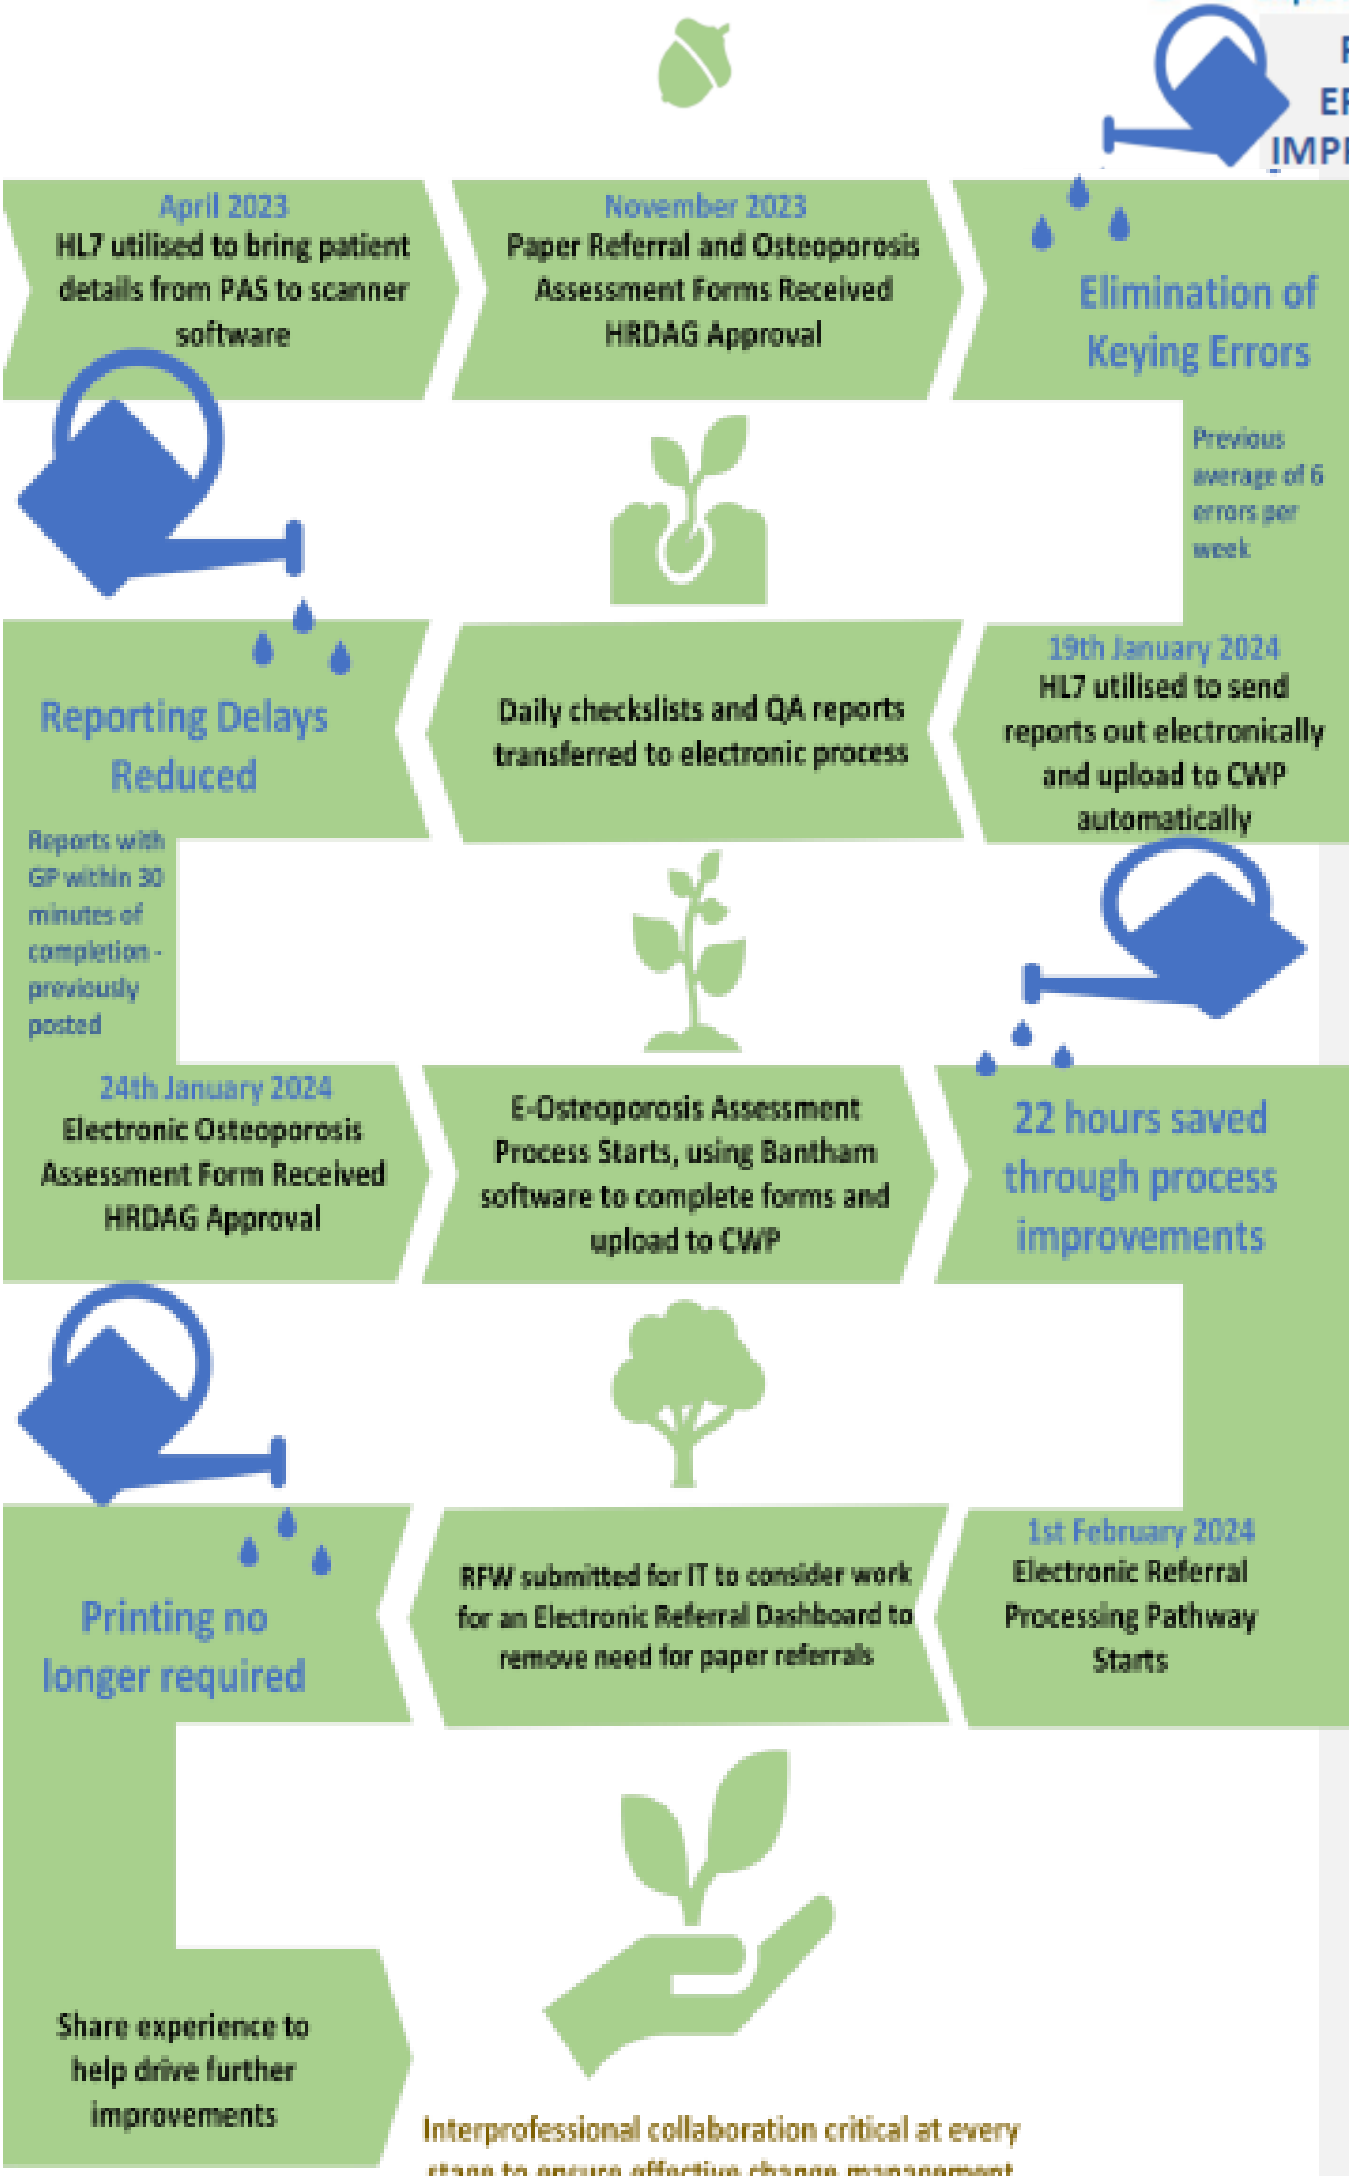 April 2023
HL7 utilised to bring patient
details from PAS to scanner
software
November 2023
Paper Referral and Osteoporosis
Assessment Forms Received
HRDAG Approval
Elimination of
Keying Errors
Previous
average of 6
errors per
week
19th January 2024
HL7 utilised to send
reports out electronically
and upload to CWP
automatically
Daily checkslists and QA reports
transferred to electronic process
Reporting Delays
Reduced
Reports with
GP within 30
minutes of
completion -
previously
posted
24th January 2024
Electronic Osteoporosis
Assessment Form Received
HRDAG Approval
E-Osteoporosis Assessment
Process Starts, using Bantham
software to complete forms and
upload to CWP
22 hours saved
through process
improvements
1st February 2024
Electronic Referral
Processing Pathway
Starts
RFW submitted for IT to consider work
for an Electronic Referral Dashboard to
remove need for paper referrals
Printing no
longer required
Share experience to
help drive further
improvements
Interprofessional collaboration critical at every
stage to ensure effective change management